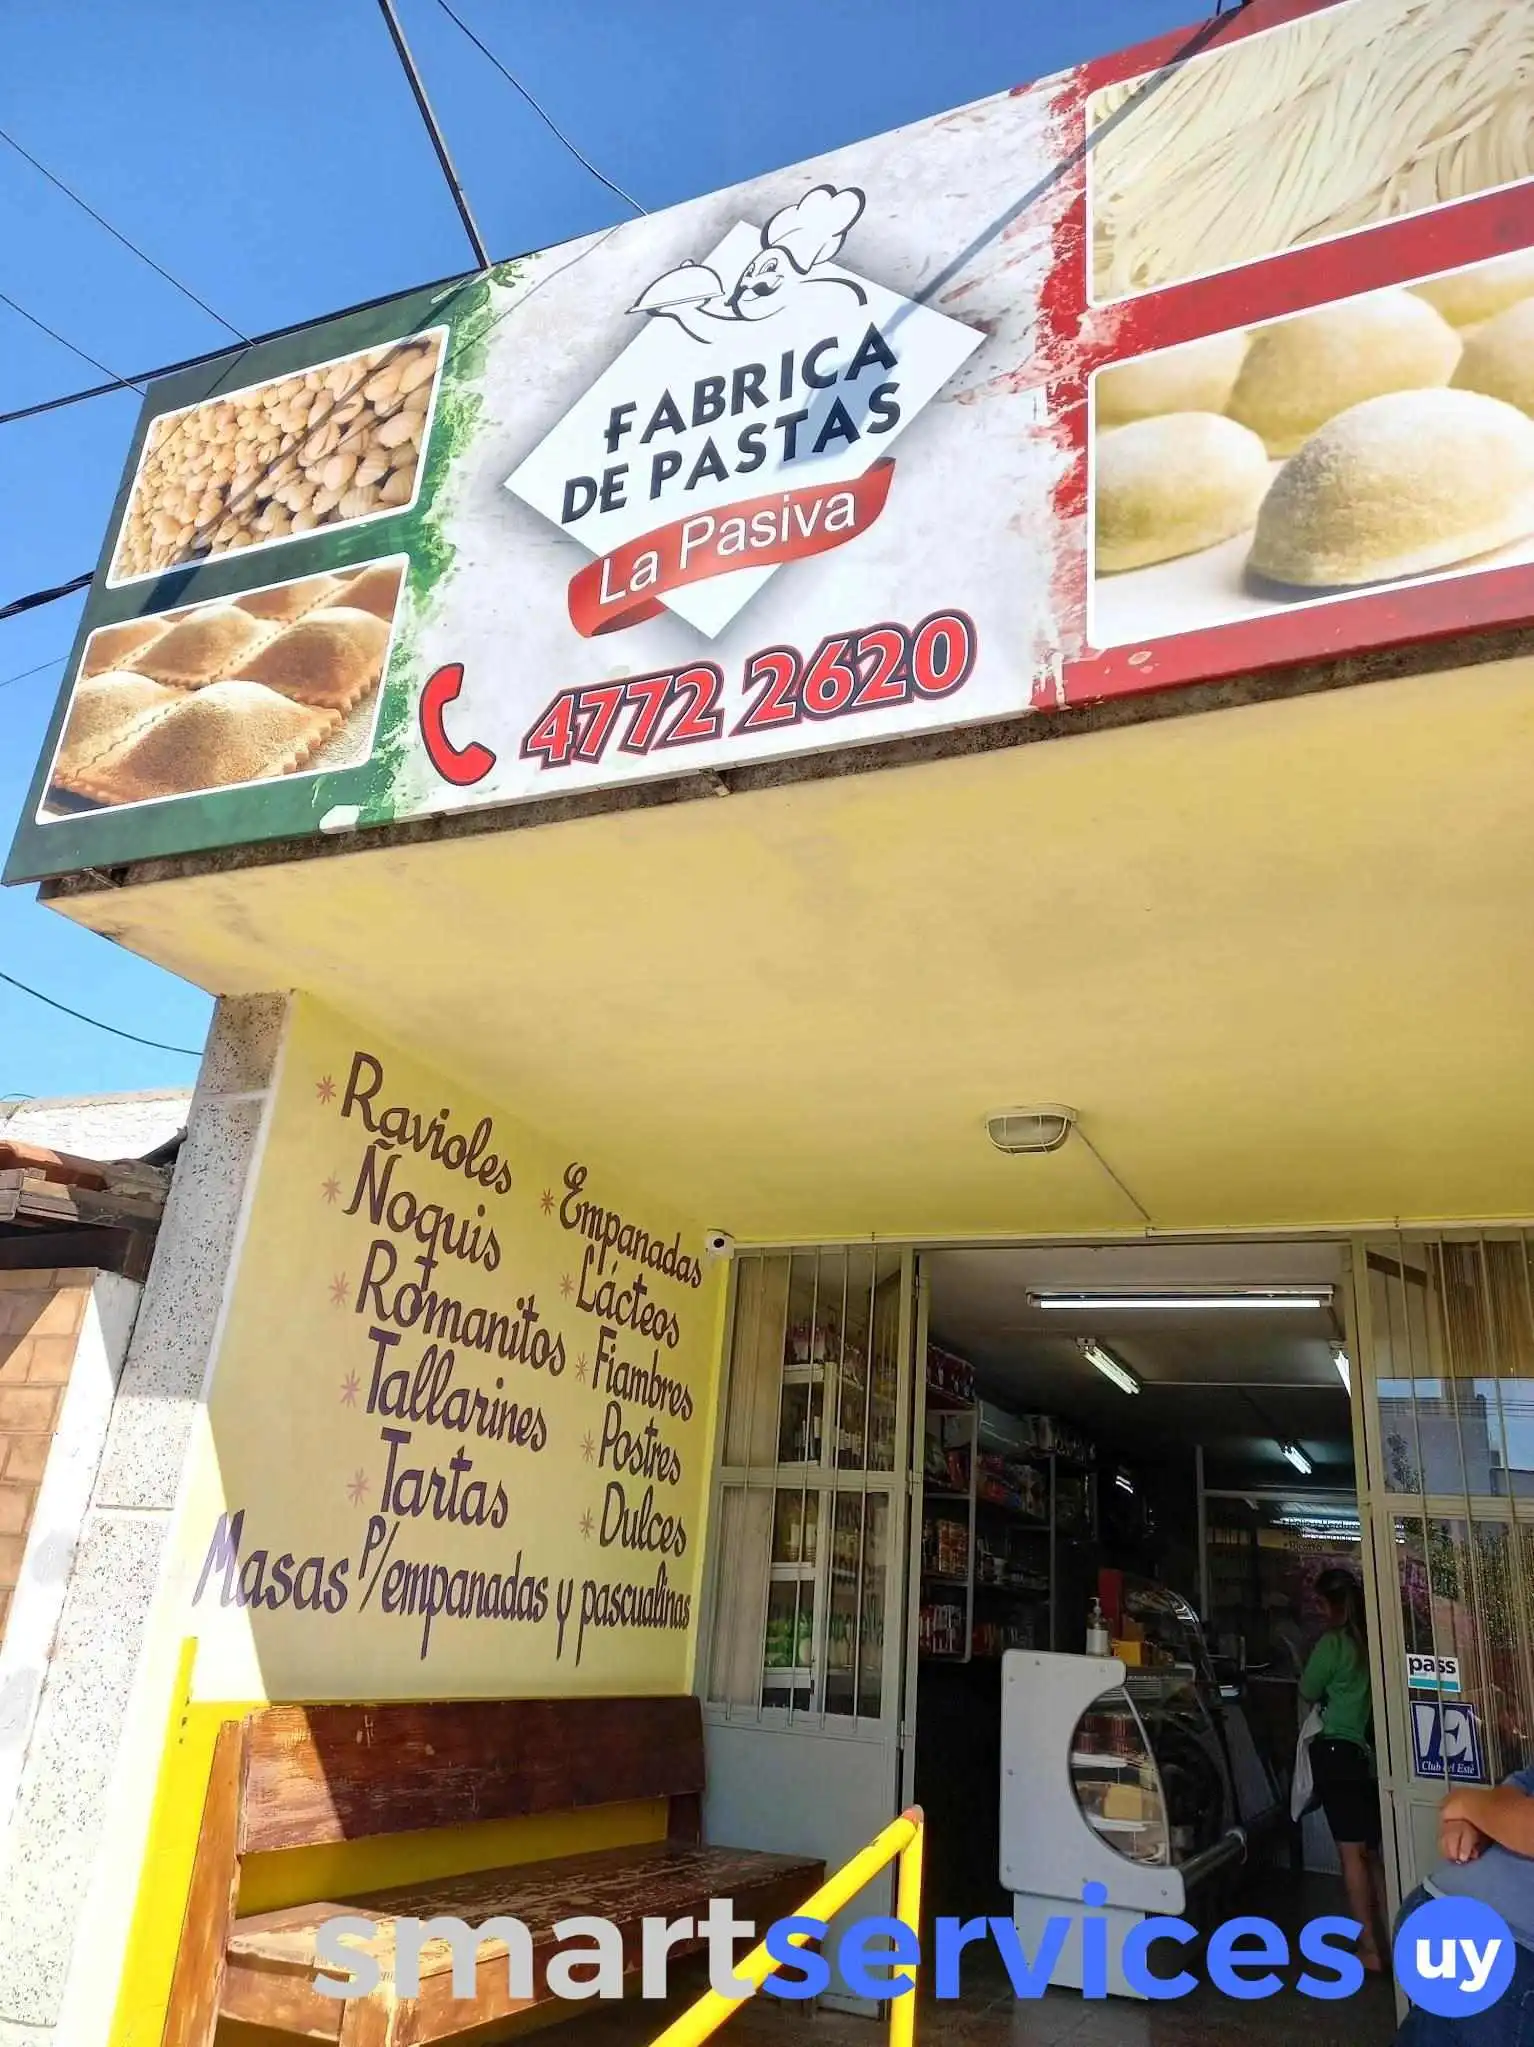 FABRICA
DE PASTAS
La Pasiva
4772 2620
* Ravioles
* Ñoquis
* Romanitos
* Tallarines
* Tartas
Masas P/empanadas y pascualinas
* Empanadas
* Lácteos
* Fiambres
* Postres
* Dulces
pass
Club del Este
smartservices uy